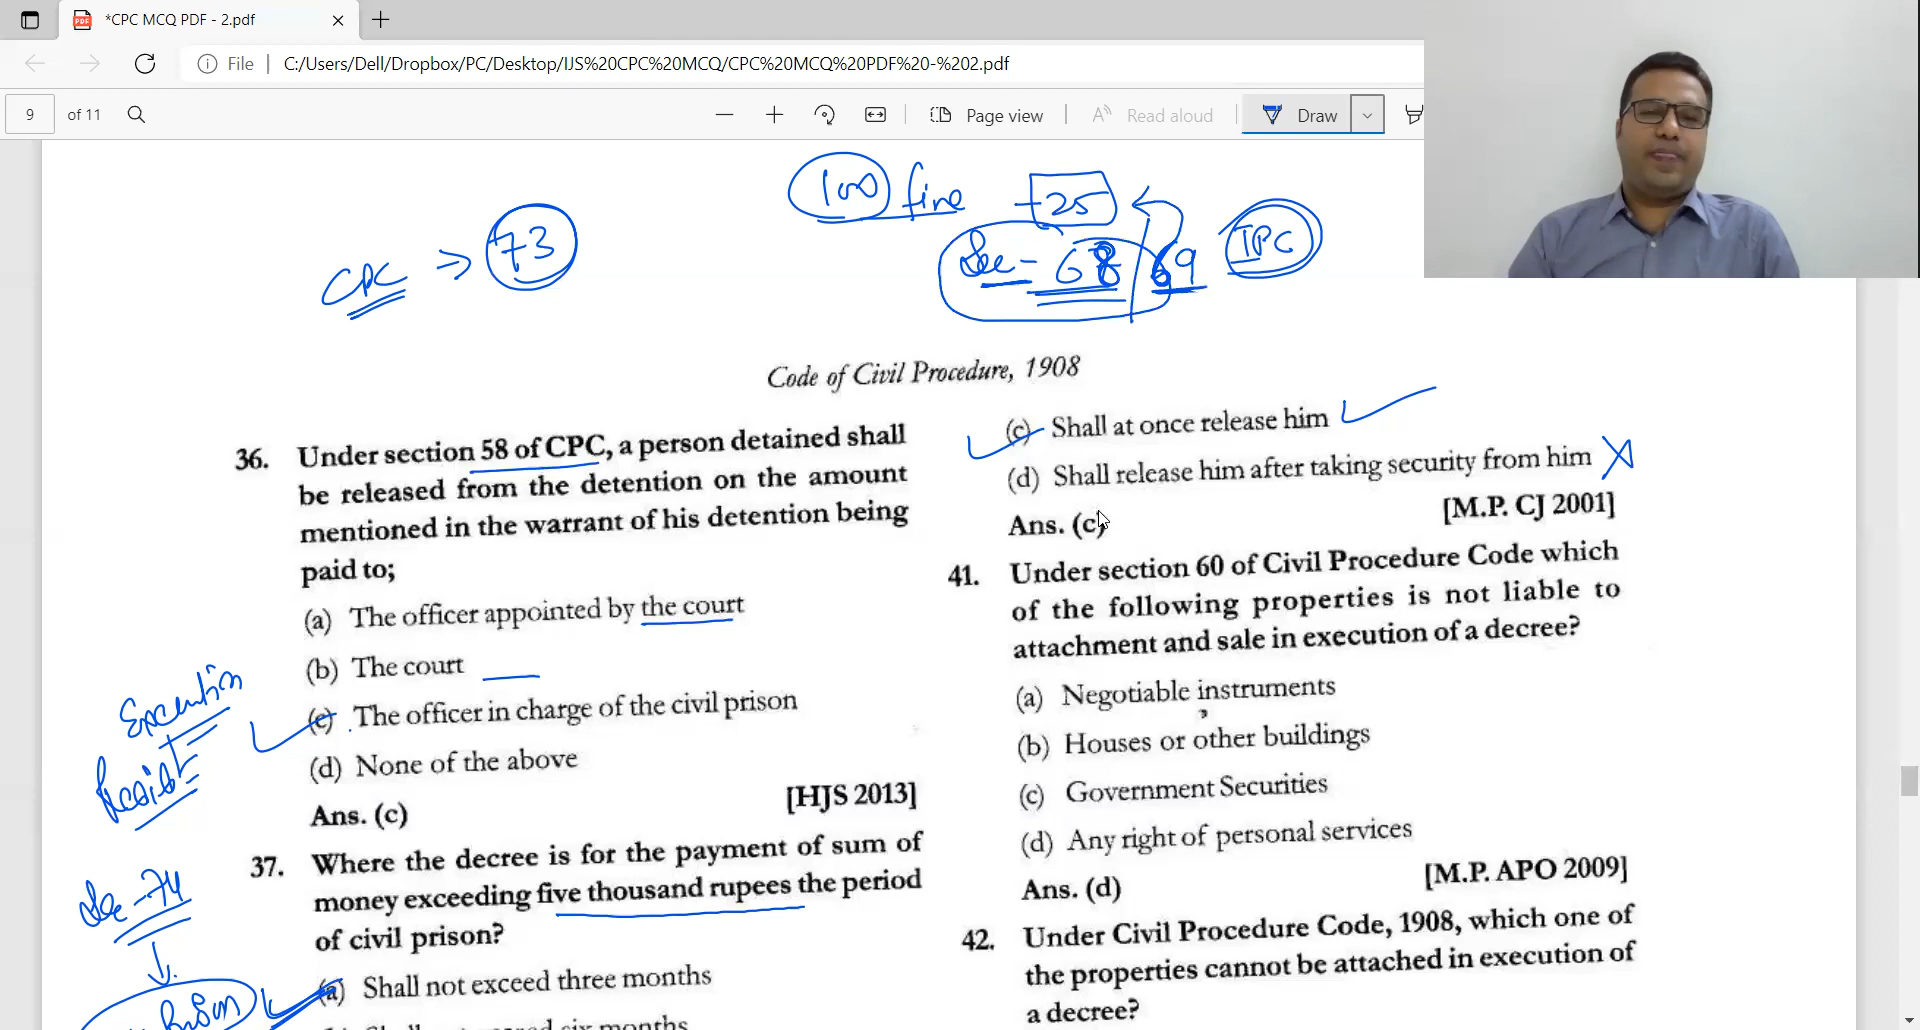 *CPC MCQ PDF - 2.pdf
File
C:/Users/Dell/Dropbox/PC/Desktop/IJS%20CPC%20MCQ/CPC%20MCQ%20PDF%20-%202.pdf
9 of 11
Page view
Read aloud
Draw
100 fine - 25
CPC => 73
Sec - 68 / 69 IPC
Code of Civil Procedure, 1908
36. Under section 58 of CPC, a person detained shall
be released from the detention on the amount
mentioned in the warrant of his detention being
paid to;
(a) The officer appointed by the court
(b) The court
(c) The officer in charge of the civil prison
(d) None of the above
Ans. (c) [HJS 2013]
Execution
Resist
Sec - 74
37. Where the decree is for the payment of sum of
money exceeding five thousand rupees the period
of civil prison?
(a) Shall not exceed three months
six months
(c) Shall at once release him
(d) Shall release him after taking security from him
Ans. (c) [M.P. CJ 2001]
41. Under section 60 of Civil Procedure Code which
of the following properties is not liable to
attachment and sale in execution of a decree?
(a) Negotiable instruments
(b) Houses or other buildings
(c) Government Securities
(d) Any right of personal services
Ans. (d) [M.P. APO 2009]
42. Under Civil Procedure Code, 1908, which one of
the properties cannot be attached in execution of
a decree?